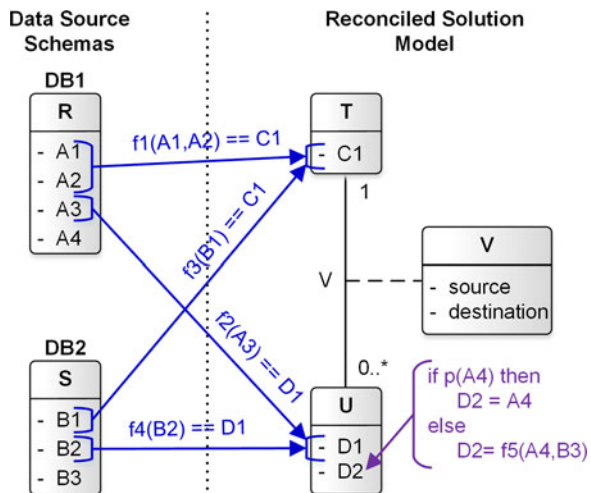 Data Source
Schemas
Reconciled Solution
Model
DB1
R
- A1
- A2
- A3
- A4
f1(A1,A2) == C1
T
- C1
1
f3(B1) == C1
V
V
- source
- destination
f2(A3) == D1
0..*
DB2
S
- B1
- B2
- B3
f4(B2) == D1
U
- D1
- D2
if p(A4) then
D2 = A4
else
D2= f5(A4,B3)